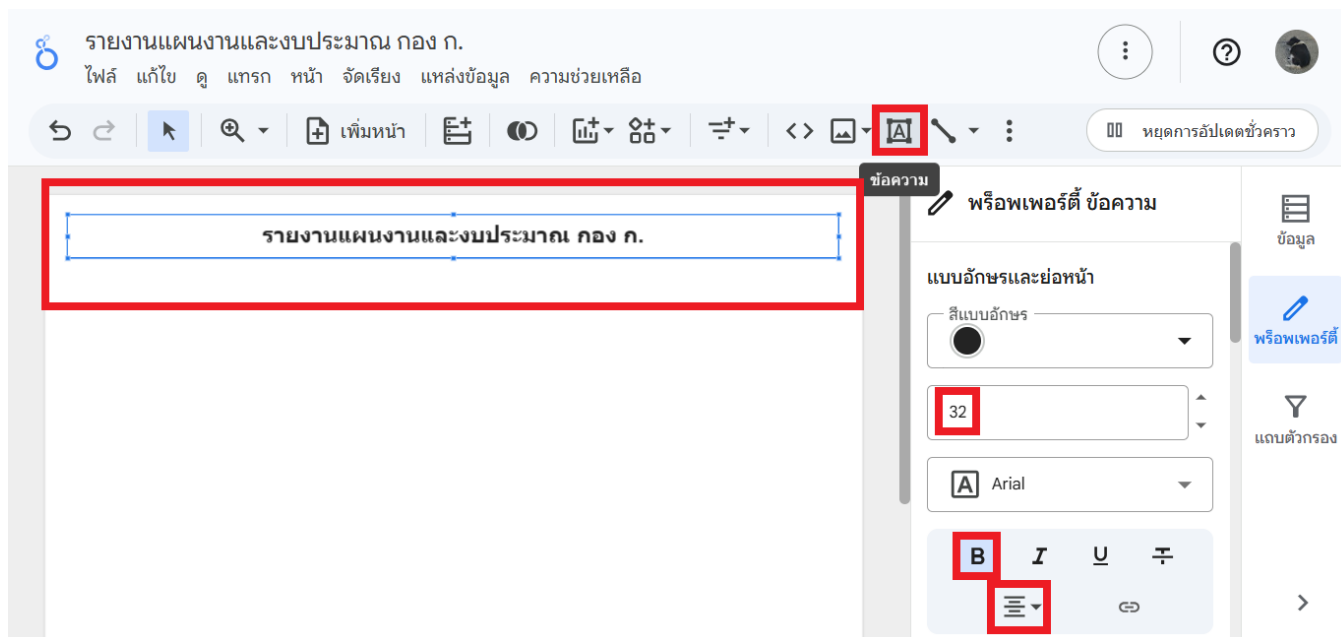 รายงานแผนงานและงบประมาณ กอง ก.
ไฟล์ แก้ไข ดู แทรก หน้า จัดเรียง แหล่งข้อมูล ความช่วยเหลือ
เพิ่มหน้า
หยุดการอัปเดตชั่วคราว
ข้อความ
รายงานแผนงานและงบประมาณ กอง ก.
พร็อพเพอร์ตี้ ข้อความ
แบบอักษรและย่อหน้า
สีแบบอักษร
32
A Arial
B I U T
ข้อมูล
พร็อพเพอร์ตี้
แถบตัวกรอง